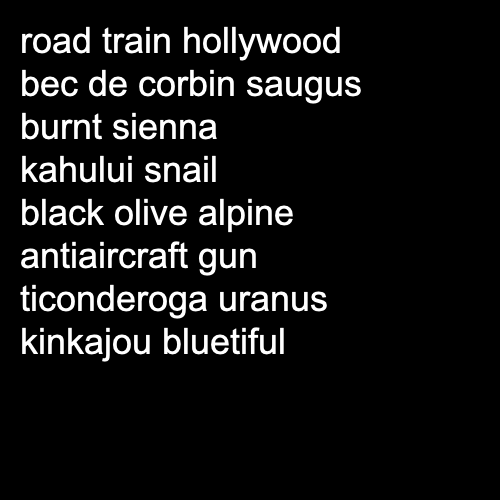 road train hollywood
bec de corbin saugus
burnt sienna
kahului snail
black olive alpine
antiaircraft gun
ticonderoga uranus
kinkajou bluetiful